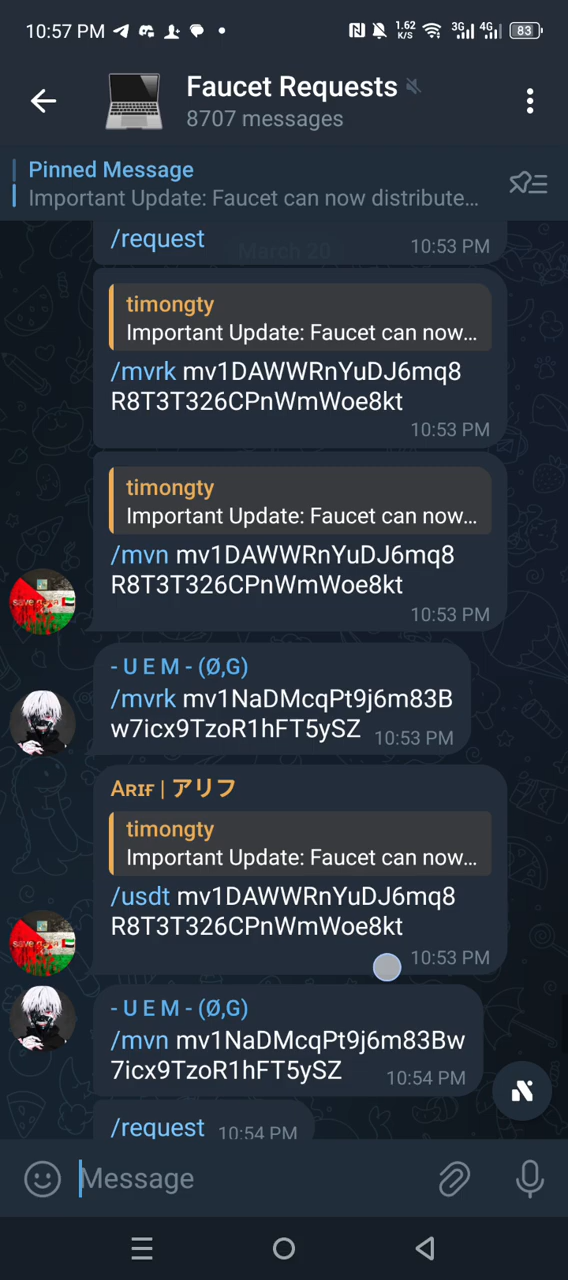 10:57 PM
1.62
K/S
3G
4G
83
Faucet Requests
8707 messages
Pinned Message
Important Update: Faucet can now distribute…
March 20
/request
10:53 PM
timongty
Important Update: Faucet can now…
/mvrk mv1DAWWRnYuDJ6mq8
R8T3T326CPnWmWoe8kt
10:53 PM
timongty
Important Update: Faucet can now…
/mvn mv1DAWWRnYuDJ6mq8
R8T3T326CPnWmWoe8kt
10:53 PM
- U E M - (Ø,G)
/mvrk mv1NaDMcqPt9j6m83B
w7icx9TzoR1hFT5ySZ 10:53 PM
Aʀɪғ | アリフ
timongty
Important Update: Faucet can now…
/usdt mv1DAWWRnYuDJ6mq8
R8T3T326CPnWmWoe8kt
10:53 PM
- U E M - (Ø,G)
/mvn mv1NaDMcqPt9j6m83Bw
7icx9TzoR1hFT5ySZ 10:54 PM
/request 10:54 PM
Message